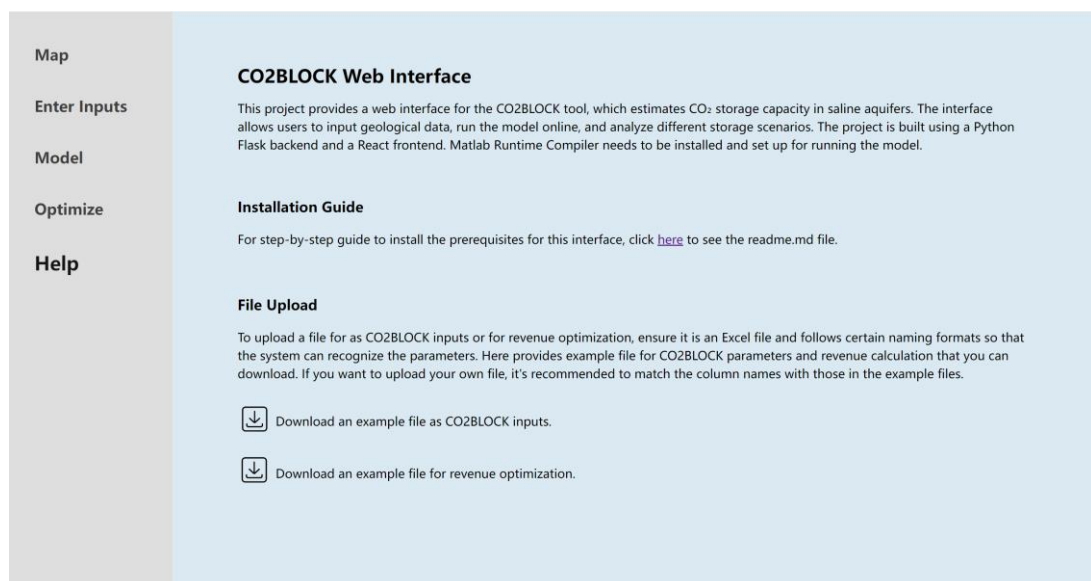 Map
Enter Inputs
Model
Optimize
Help
CO2BLOCK Web Interface
This project provides a web interface for the CO2BLOCK tool, which estimates CO₂ storage capacity in saline aquifers. The interface
allows users to input geological data, run the model online, and analyze different storage scenarios. The project is built using a Python
Flask backend and a React frontend. Matlab Runtime Compiler needs to be installed and set up for running the model.
Installation Guide
For step-by-step guide to install the prerequisites for this interface, click here to see the readme.md file.
File Upload
To upload a file for as CO2BLOCK inputs or for revenue optimization, ensure it is an Excel file and follows certain naming formats so that
the system can recognize the parameters. Here provides example file for CO2BLOCK parameters and revenue calculation that you can
download. If you want to upload your own file, it's recommended to match the column names with those in the example files.
Download an example file as CO2BLOCK inputs.
Download an example file for revenue optimization.